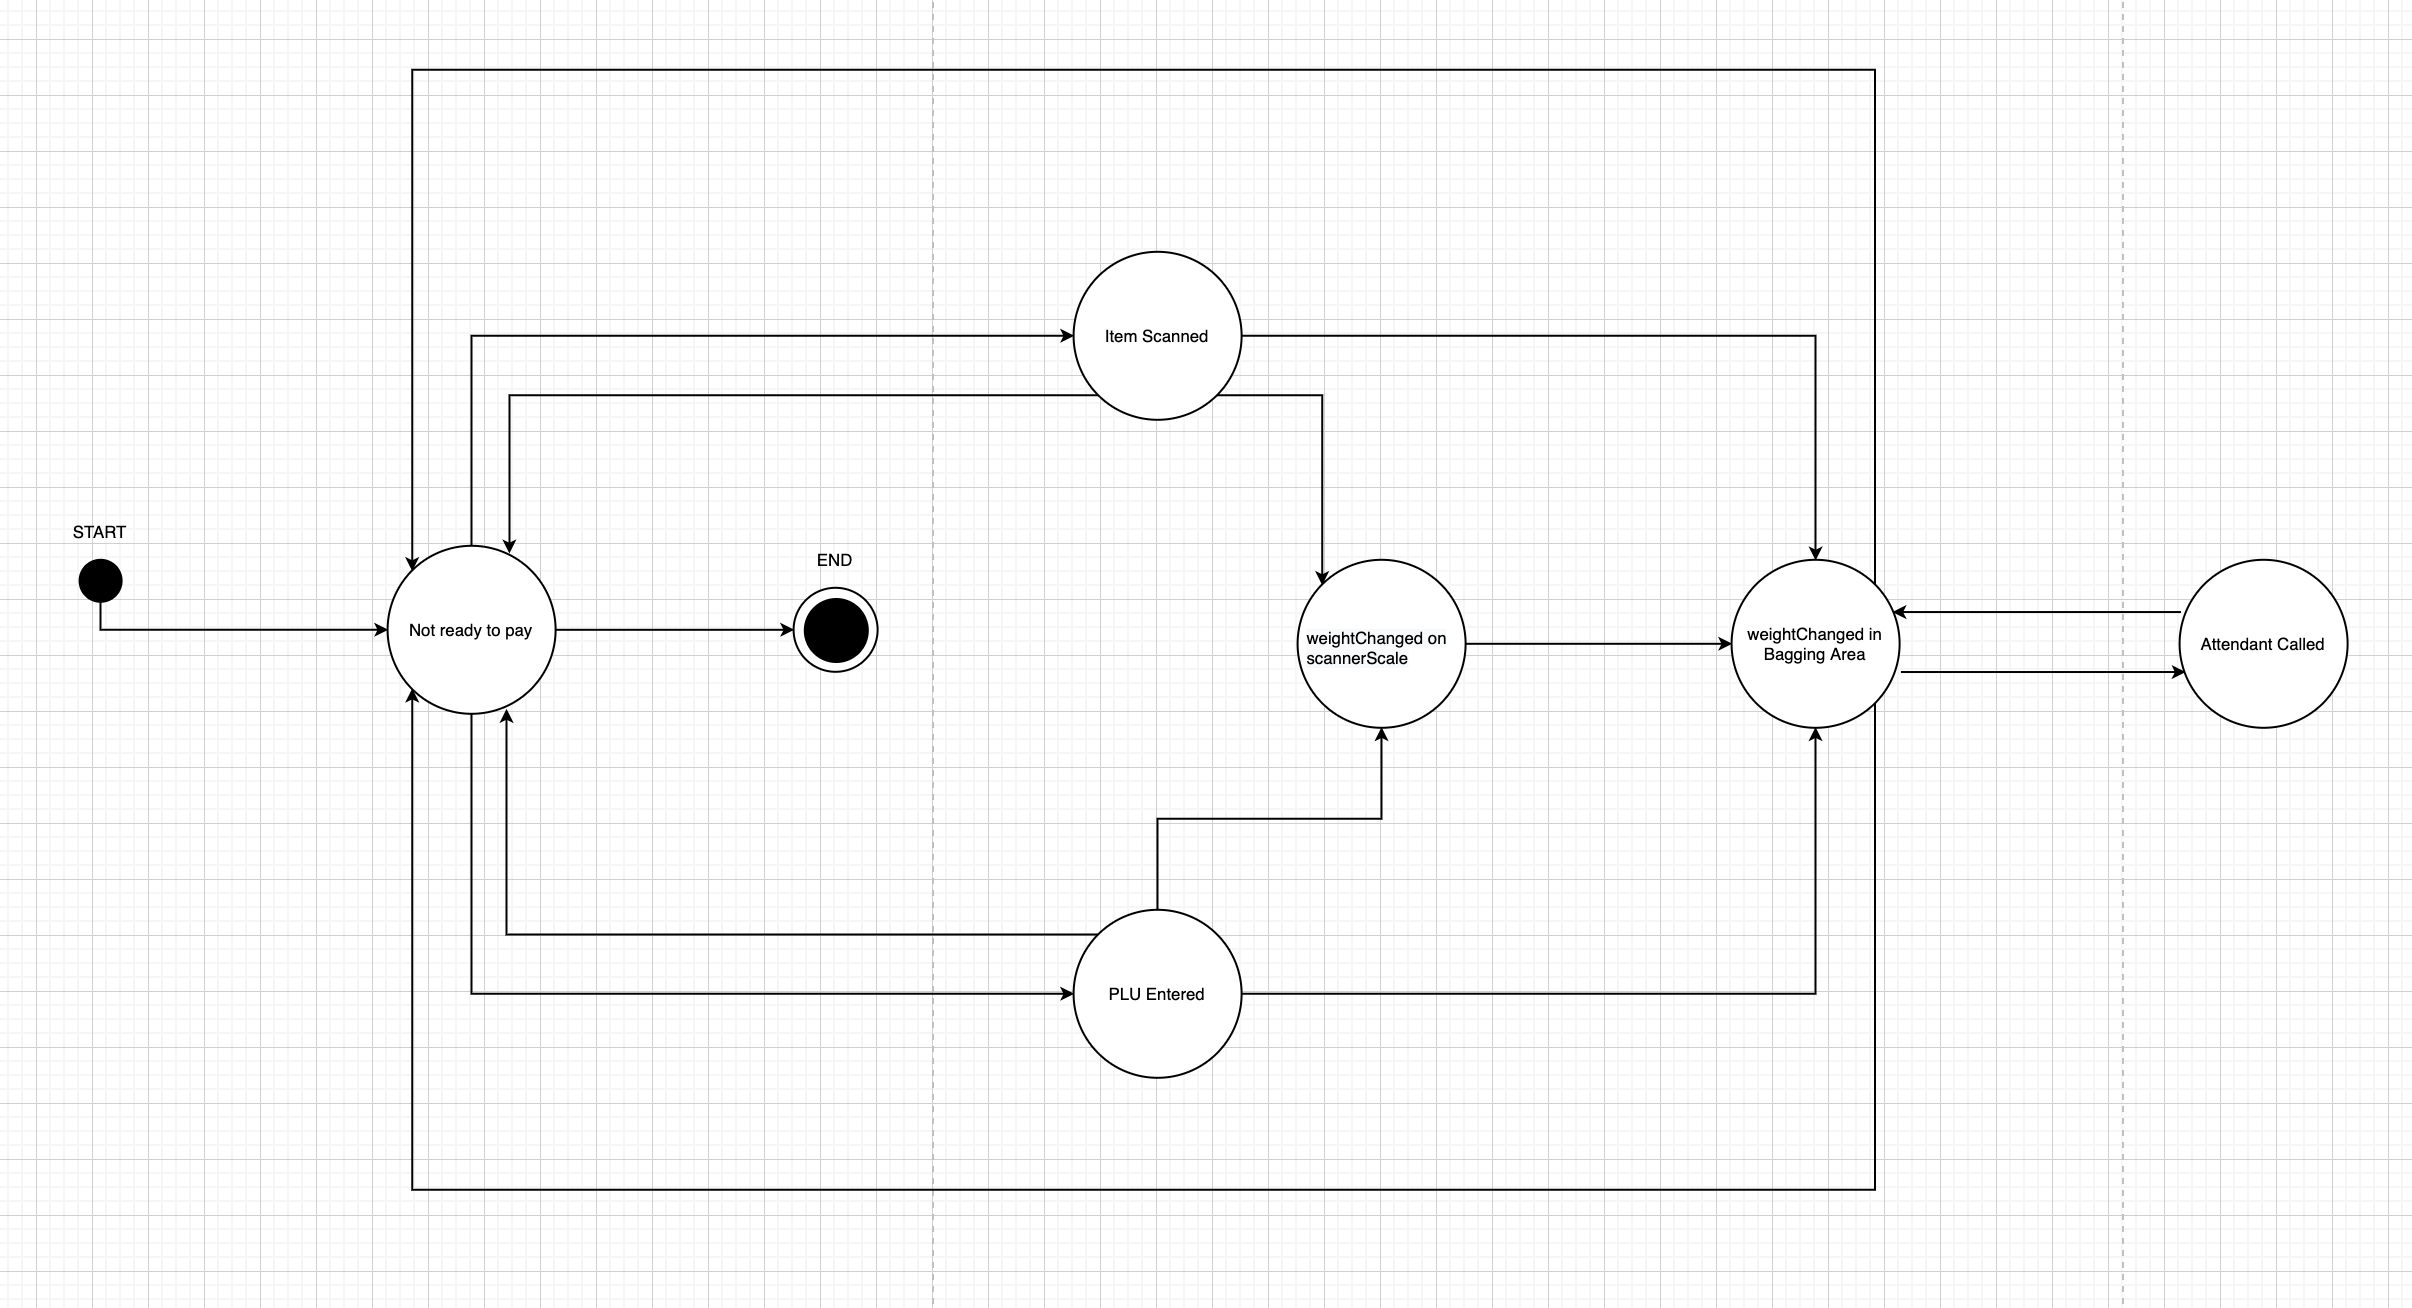 START
Not ready to pay
END
Item Scanned
weightChanged on
scannerScale
weightChanged in
Bagging Area
Attendant Called
PLU Entered